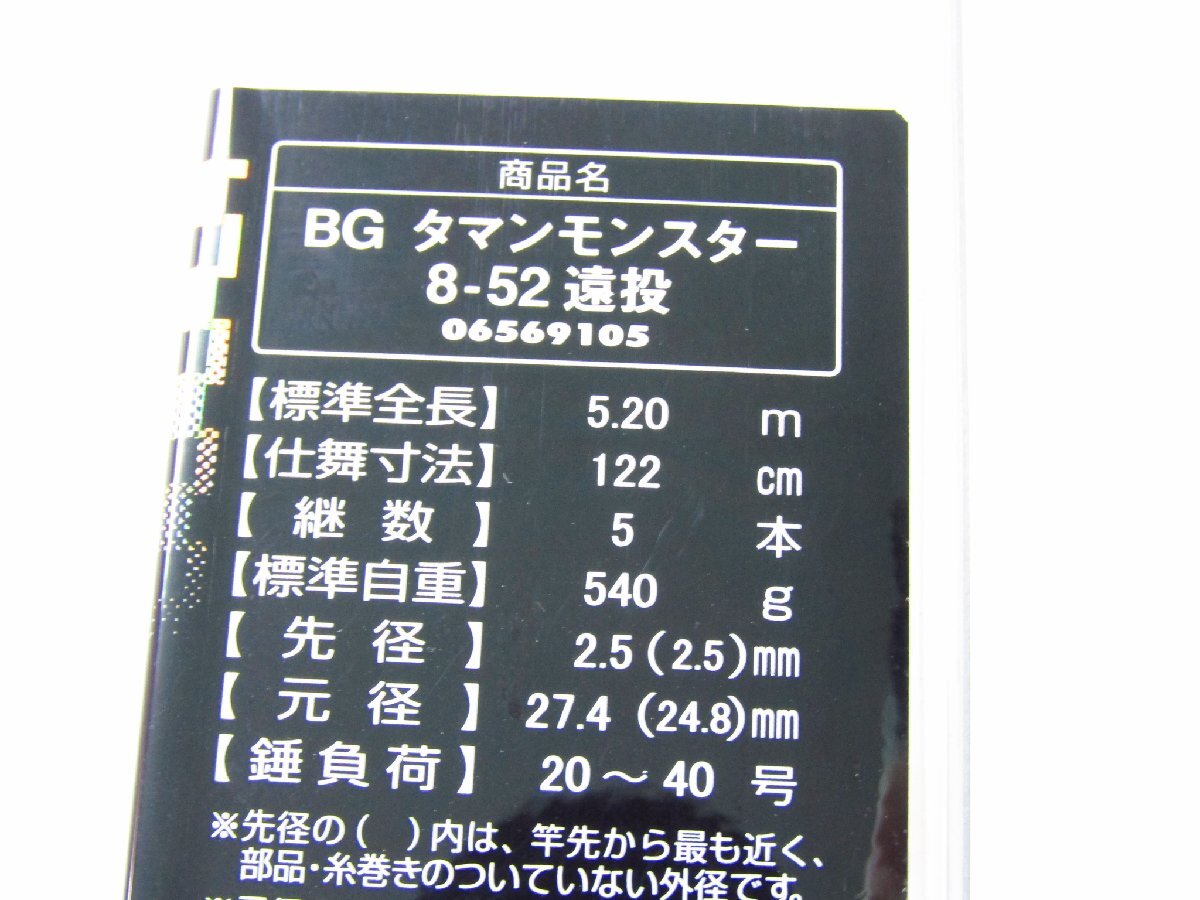 商品名
BG タマンモンスター
8-52 遠投
06569105
【標準全長】 5.20 m
【仕舞寸法】 122 cm
【継数】 5 本
【標準自重】 540 g
【先径】 2.5(2.5)mm
【元径】 27.4(24.8)mm
【錘負荷】 20～40 号
※先径の( )内は、竿先から最も近く、
部品・糸巻きのついていない外径です。